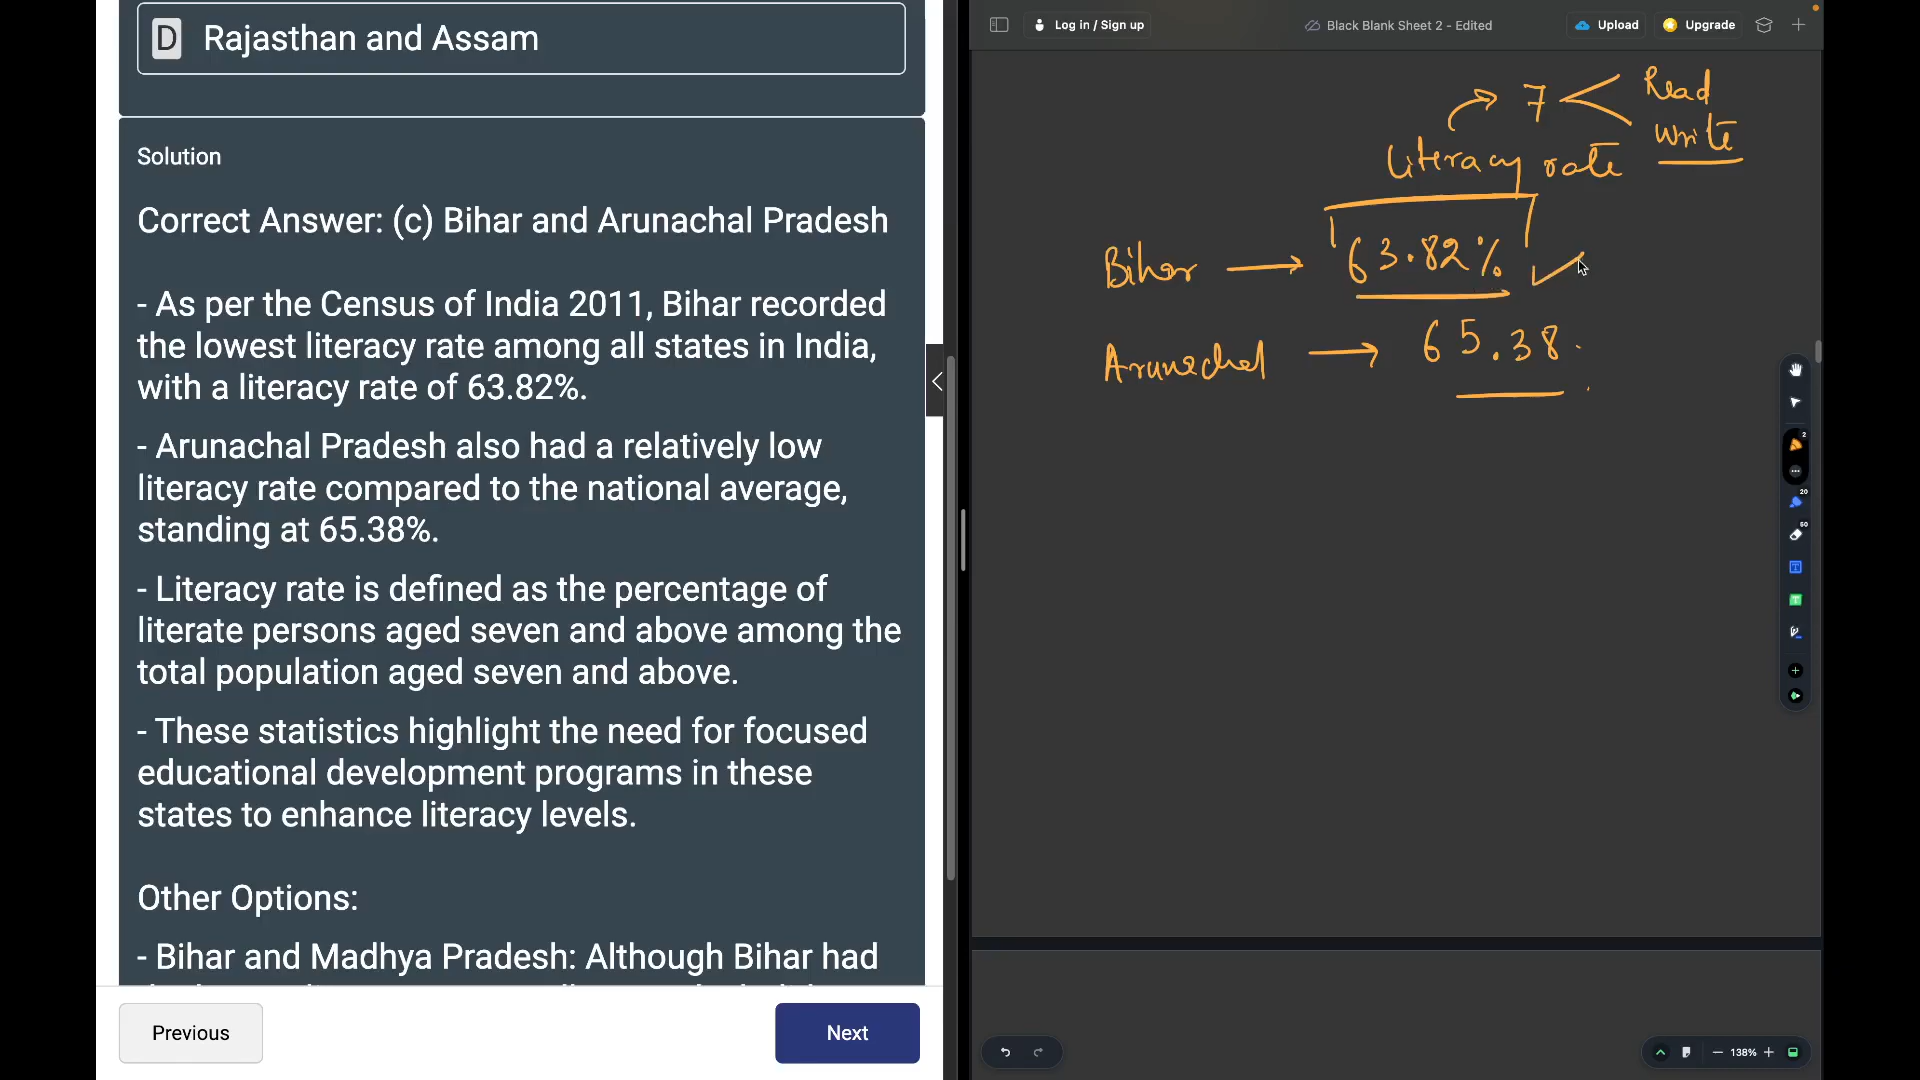 D Rajasthan and Assam
Solution
Correct Answer: (c) Bihar and Arunachal Pradesh
- As per the Census of India 2011, Bihar recorded
the lowest literacy rate among all states in India,
with a literacy rate of 63.82%.
- Arunachal Pradesh also had a relatively low
literacy rate compared to the national average,
standing at 65.38%.
- Literacy rate is defined as the percentage of
literate persons aged seven and above among the
total population aged seven and above.
- These statistics highlight the need for focused
educational development programs in these
states to enhance literacy levels.
Other Options:
- Bihar and Madhya Pradesh: Although Bihar had
Previous
Next
Log in / Sign up
Black Blank Sheet 2 - Edited
Upload
Upgrade
7 Read
write
Literacy rate
Bihar → 63.82%
Arunachal → 65.38
2
20
50
138%